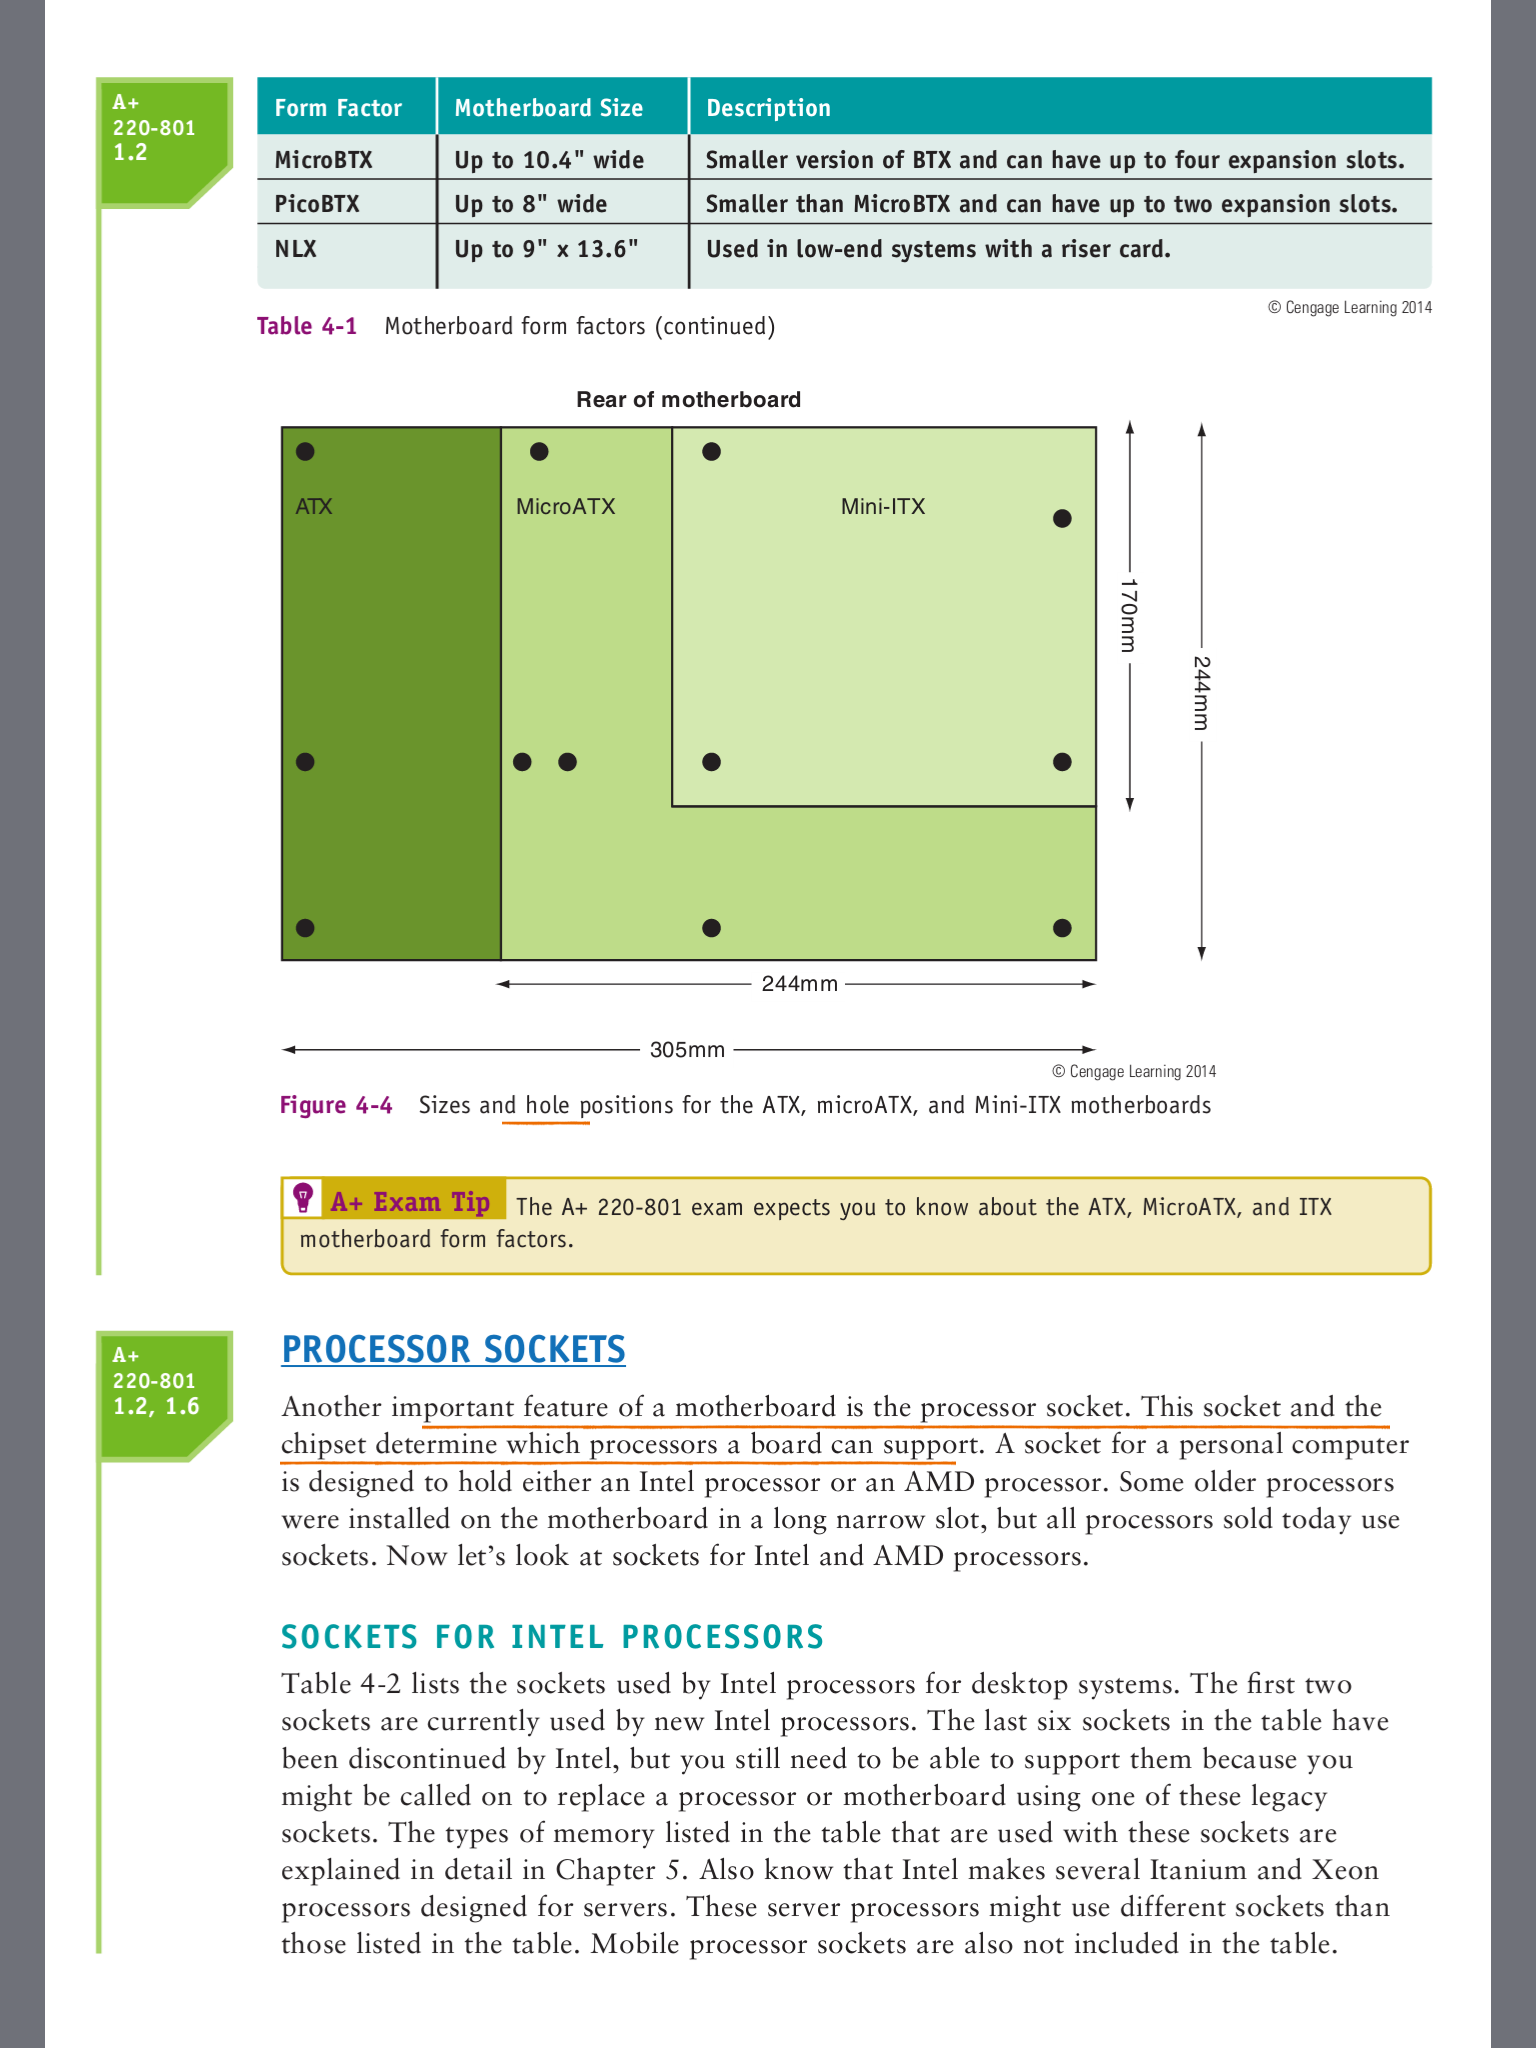 A+
220-801
1.2
Form Factor Motherboard Size Description
MicroBTX Up to 10.4" wide Smaller version of BTX and can have up to four expansion slots.
PicoBTX Up to 8" wide Smaller than MicroBTX and can have up to two expansion slots.
NLX Up to 9" x 13.6" Used in low-end systems with a riser card.
© Cengage Learning 2014
Table 4-1 Motherboard form factors (continued)
Rear of motherboard
ATX MicroATX Mini-ITX
170mm
244mm
244mm
305mm
© Cengage Learning 2014
Figure 4-4 Sizes and hole positions for the ATX, microATX, and Mini-ITX motherboards
A+ Exam Tip The A+ 220-801 exam expects you to know about the ATX, MicroATX, and ITX
motherboard form factors.
A+
220-801
1.2, 1.6
PROCESSOR SOCKETS
Another important feature of a motherboard is the processor socket. This socket and the
chipset determine which processors a board can support. A socket for a personal computer
is designed to hold either an Intel processor or an AMD processor. Some older processors
were installed on the motherboard in a long narrow slot, but all processors sold today use
sockets. Now let's look at sockets for Intel and AMD processors.
SOCKETS FOR INTEL PROCESSORS
Table 4-2 lists the sockets used by Intel processors for desktop systems. The first two
sockets are currently used by new Intel processors. The last six sockets in the table have
been discontinued by Intel, but you still need to be able to support them because you
might be called on to replace a processor or motherboard using one of these legacy
sockets. The types of memory listed in the table that are used with these sockets are
explained in detail in Chapter 5. Also know that Intel makes several Itanium and Xeon
processors designed for servers. These server processors might use different sockets than
those listed in the table. Mobile processor sockets are also not included in the table.